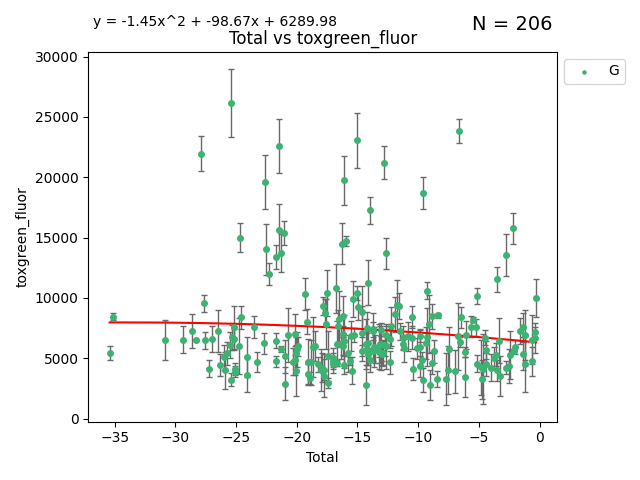 y = -1.45x^2 + -98.67x + 6289.98
N = 206
Total vs toxgreen_fluor
G
toxgreen_fluor
30000
25000
20000
15000
10000
5000
0
−35 −30 −25 −20 −15 −10 −5 0
Total